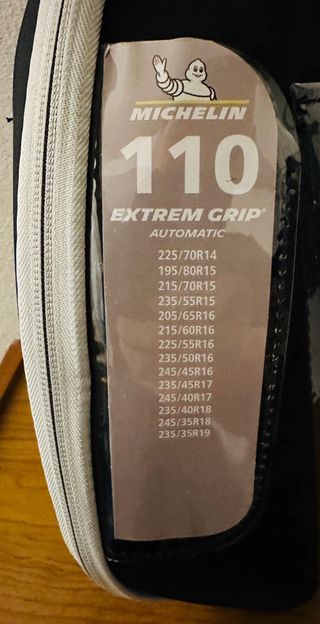 MICHELIN
110
EXTREM GRIP®
AUTOMATIC
225/70R14
195/80R15
215/70R15
235/55R15
205/65R16
215/60R16
225/55R16
235/50R16
245/45R16
235/45R17
245/40R17
235/40R18
245/35R18
235/35R19